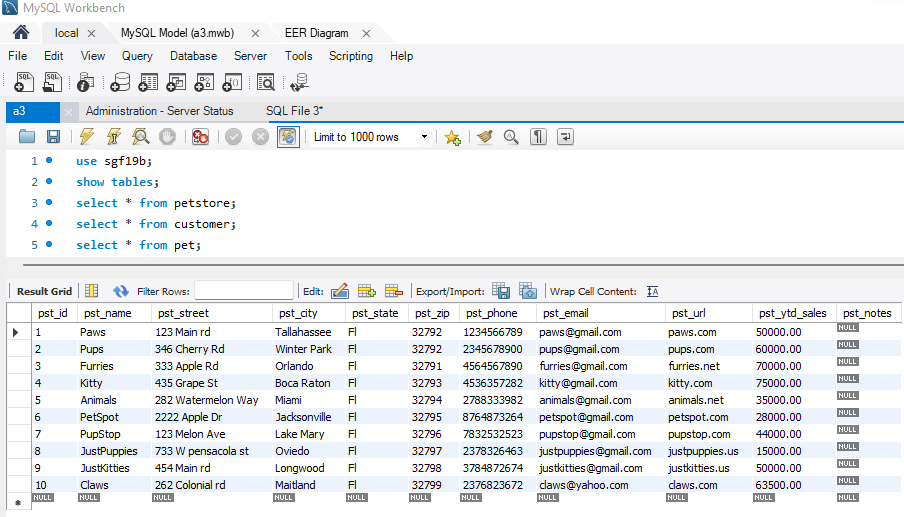 MySQL Workbench
local MySQL Model (a3.mwb) EER Diagram
File Edit View Query Database Server Tools Scripting Help
a3 Administration - Server Status SQL File 3*
Limit to 1000 rows
1 use sgf19b;
2 show tables;
3 select * from petstore;
4 select * from customer;
5 select * from pet;
Result Grid Filter Rows: Edit: Export/Import: Wrap Cell Content:
pst_id pst_name pst_street pst_city pst_state pst_zip pst_phone pst_email pst_url pst_ytd_sales pst_notes
1 Paws 123 Main rd Tallahassee Fl 32792 1234566789 paws@gmail.com paws.com 50000.00 NULL
2 Pups 346 Cherry Rd Winter Park Fl 32792 2345678900 pups@gmail.com pups.com 60000.00 NULL
3 Furries 333 Apple Rd Orlando Fl 32791 4564567890 furries@gmail.com furries.net 70000.00 NULL
4 Kitty 435 Grape St Boca Raton Fl 32793 4536357282 kitty@gmail.com kitty.com 75000.00 NULL
5 Animals 282 Watermelon Way Miami Fl 32794 2788333982 animals@gmail.com animals.net 35000.00 NULL
6 PetSpot 2222 Apple Dr Jacksonville Fl 32795 8764873264 petspot@gmail.com petspot.com 28000.00 NULL
7 PupStop 123 Melon Ave Lake Mary Fl 32796 7832532523 pupstop@gmail.com pupstop.com 44000.00 NULL
8 JustPuppies 733 W pensacola st Oviedo Fl 32797 2378326463 justpuppies@gmail.com justpuppies.us 15000.00 NULL
9 JustKitties 454 Main rd Longwood Fl 32798 3784872674 justkitties@gmail.com justkitties.us 50000.00 NULL
10 Claws 262 Colonial rd Maitland Fl 32799 2376823672 claws@yahoo.com claws.com 63500.00 NULL
NULL NULL NULL NULL NULL NULL NULL NULL NULL NULL NULL